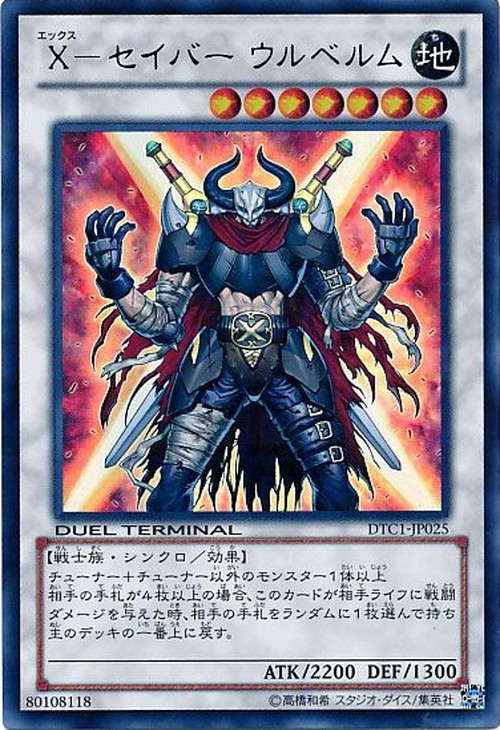 エックス
X－セイバー ウルベルム
ち
地
X
DUEL TERMINAL
DTC1-JP025
【戦士族・シンクロ／効果】
チューナー＋チューナー以外のモンスター1体以上
相手の手札が4枚以上の場合、このカードが相手ライフに戦闘
ダメージを与えた時、相手の手札をランダムに1枚選んで持ち
主のデッキの一番上に戻す。
ATK/2200 DEF/1300
80108118
©高橋和希 スタジオ・ダイス/集英社